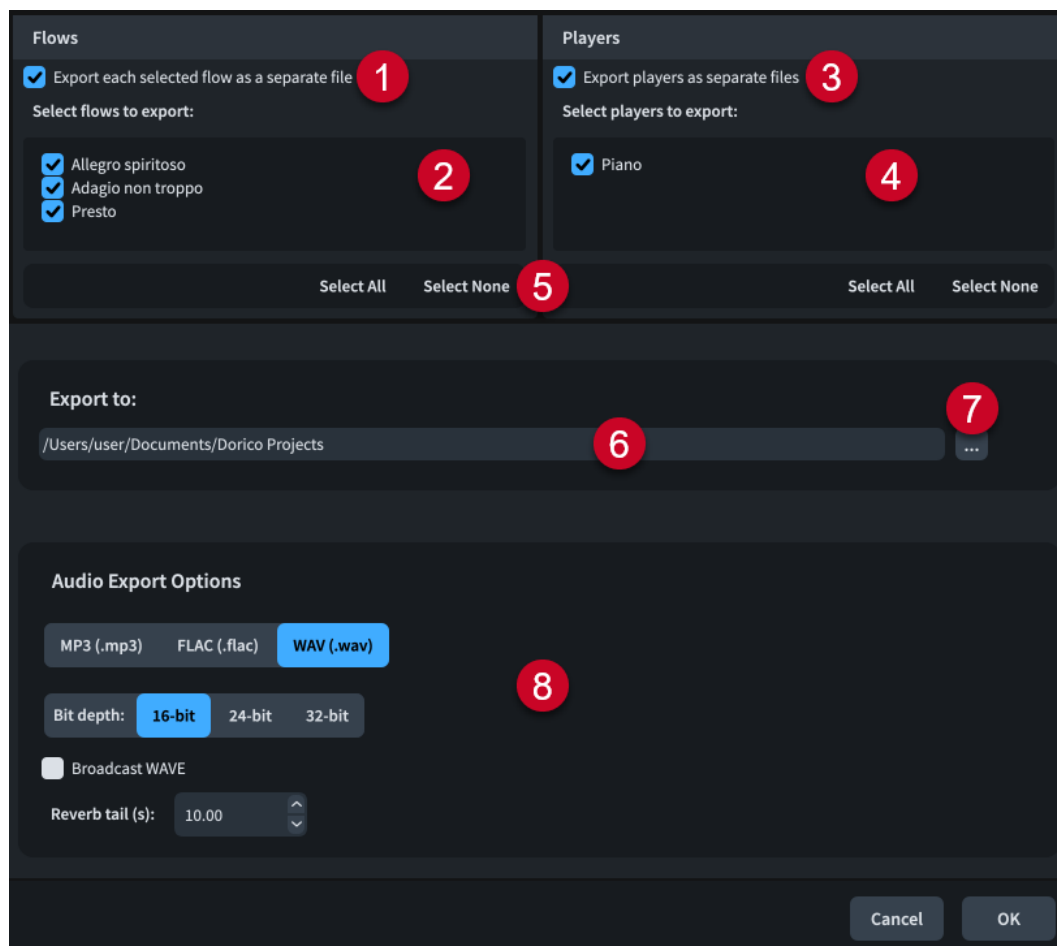 Flows
Players
Export each selected flow as a separate file
1
Export players as separate files
3
Select flows to export:
Select players to export:
Allegro spiritoso
Adagio non troppo
Presto
2
Piano
4
Select All
Select None
5
Select All
Select None
Export to:
7
/Users/user/Documents/Dorico Projects
6
...
Audio Export Options
MP3 (.mp3)
FLAC (.flac)
WAV (.wav)
8
Bit depth:
16-bit
24-bit
32-bit
Broadcast WAVE
Reverb tail (s):
10.00
Cancel
OK